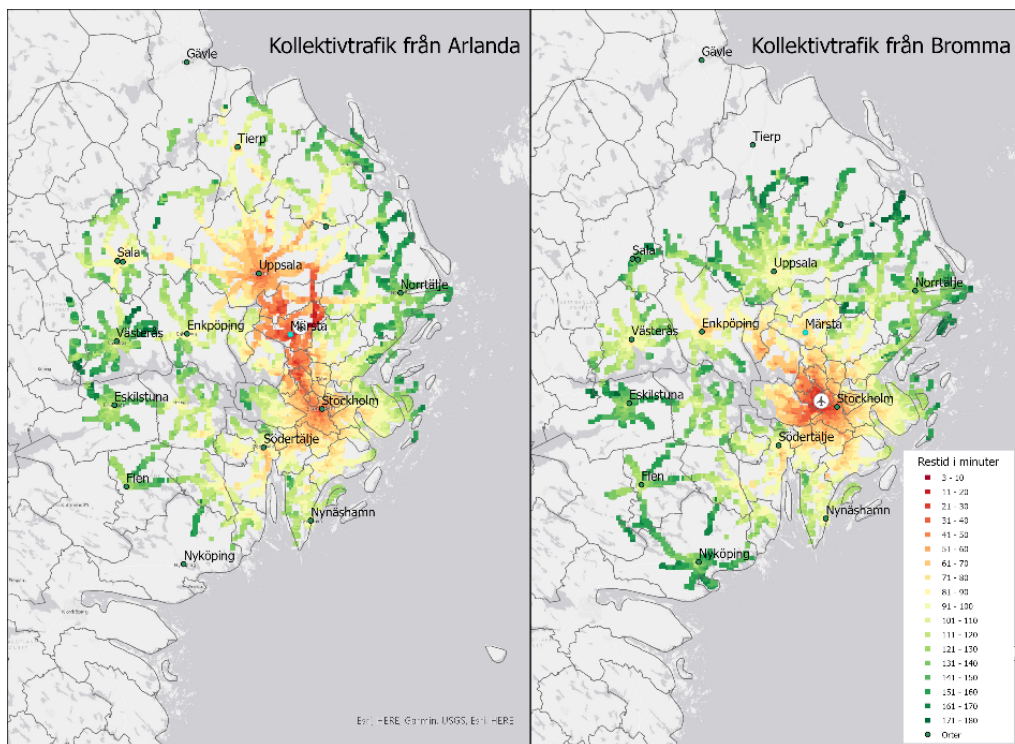 Kollektivtrafik från Arlanda
Gävle
Tierp
Sala
Uppsala
Norrtälje
Märsta
Enköping
Västerås
Eskilstuna
Stockholm
Södertälje
Flen
Nynäshamn
Nyköping
Esri, HERE, Garmin, USGS, Esri, HERE
Kollektivtrafik från Bromma
Gävle
Tierp
Sala
Uppsala
Norrtälje
Märsta
Enköping
Västerås
Eskilstuna
Stockholm
Södertälje
Flen
Nynäshamn
Nyköping
Restid i minuter
3 - 10
11 - 20
21 - 30
31 - 40
41 - 50
51 - 60
61 - 70
71 - 80
81 - 90
91 - 100
101 - 110
111 - 120
121 - 130
131 - 140
141 - 150
151 - 160
161 - 170
171 - 180
Orter